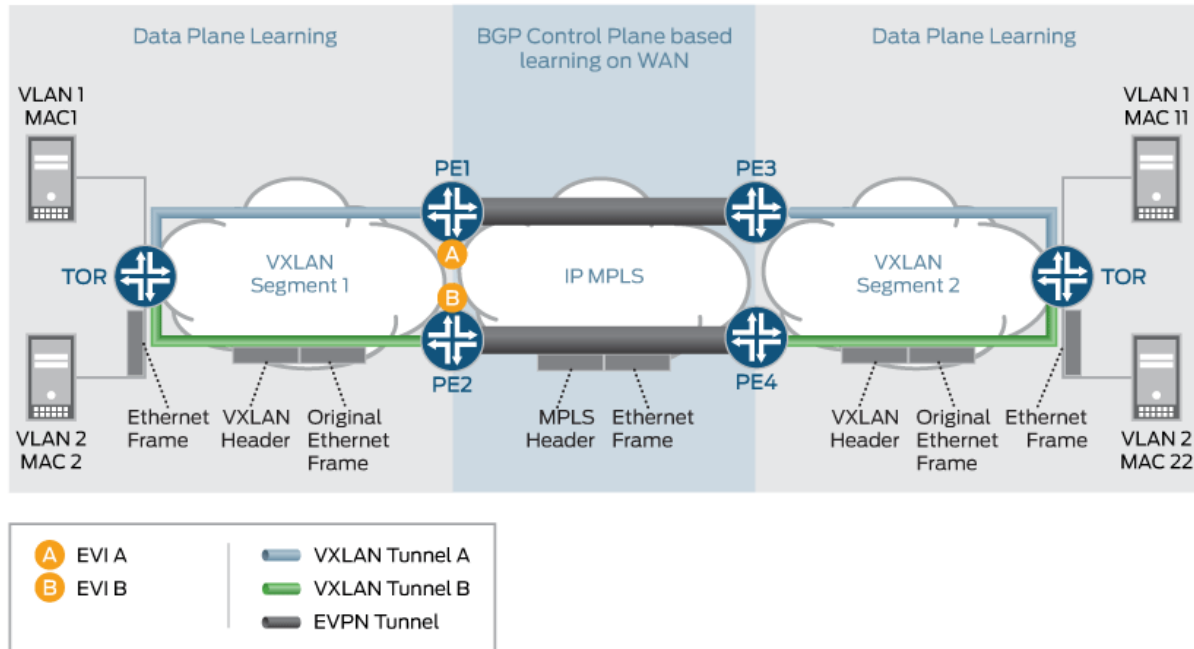 Data Plane Learning
BGP Control Plane based
learning on WAN
Data Plane Learning
VLAN 1
MAC1
VLAN 1
MAC 11
PE1
PE3
A
TOR
VXLAN
Segment 1
IP MPLS
VXLAN
Segment 2
TOR
B
PE2
PE4
VLAN 2
MAC 2
Ethernet
Frame
VXLAN
Header
Original
Ethernet
Frame
MPLS
Header
Ethernet
Frame
VXLAN
Header
Original
Ethernet
Frame
Ethernet
Frame
VLAN 2
MAC 22
A EVI A
B EVI B
VXLAN Tunnel A
VXLAN Tunnel B
EVPN Tunnel